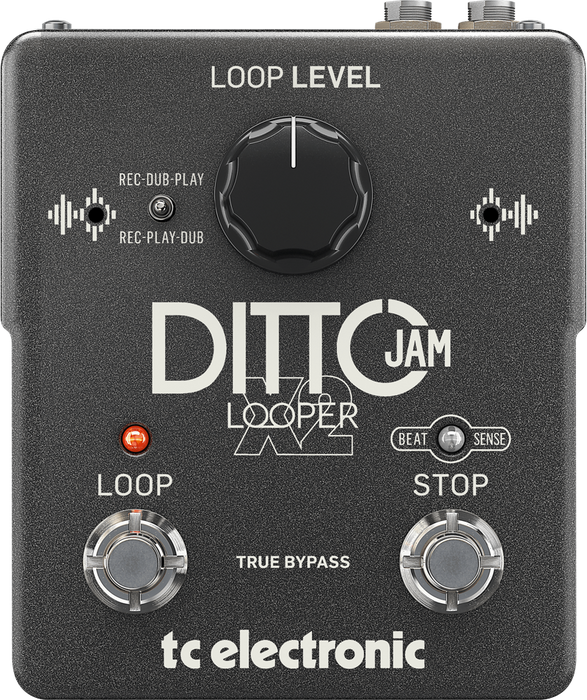 LOOP LEVEL
REC-DUB-PLAY
REC-PLAY-DUB
DITTO JAM
X2
LOOPER
BEAT SENSE
LOOP
STOP
TRUE BYPASS
tc electronic